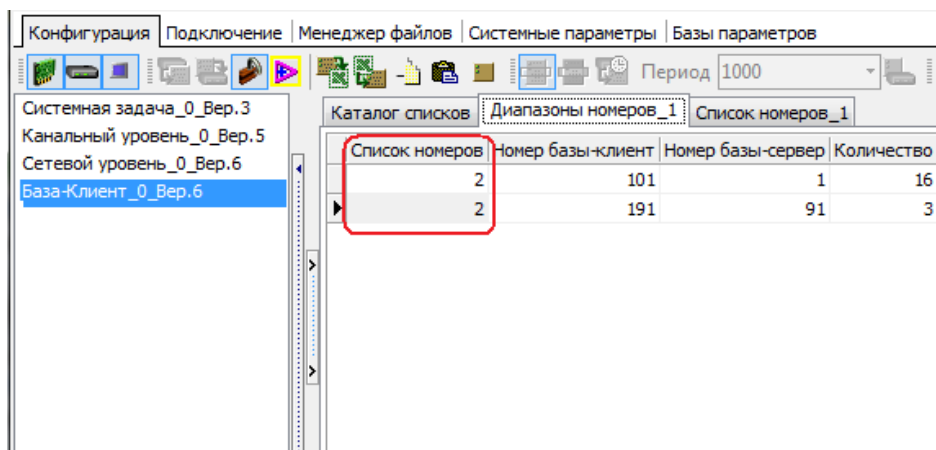 Конфигурация Подключение Менеджер файлов Системные параметры Базы параметров
Период 1000
Системная задача_0_Вер.3
Канальный уровень_0_Вер.5
Сетевой уровень_0_Вер.6
База-Клиент_0_Вер.6
Каталог списков Диапазоны номеров_1 Список номеров_1
Список номеров Номер базы-клиент Номер базы-сервер Количество
2 101 1 16
2 191 91 3